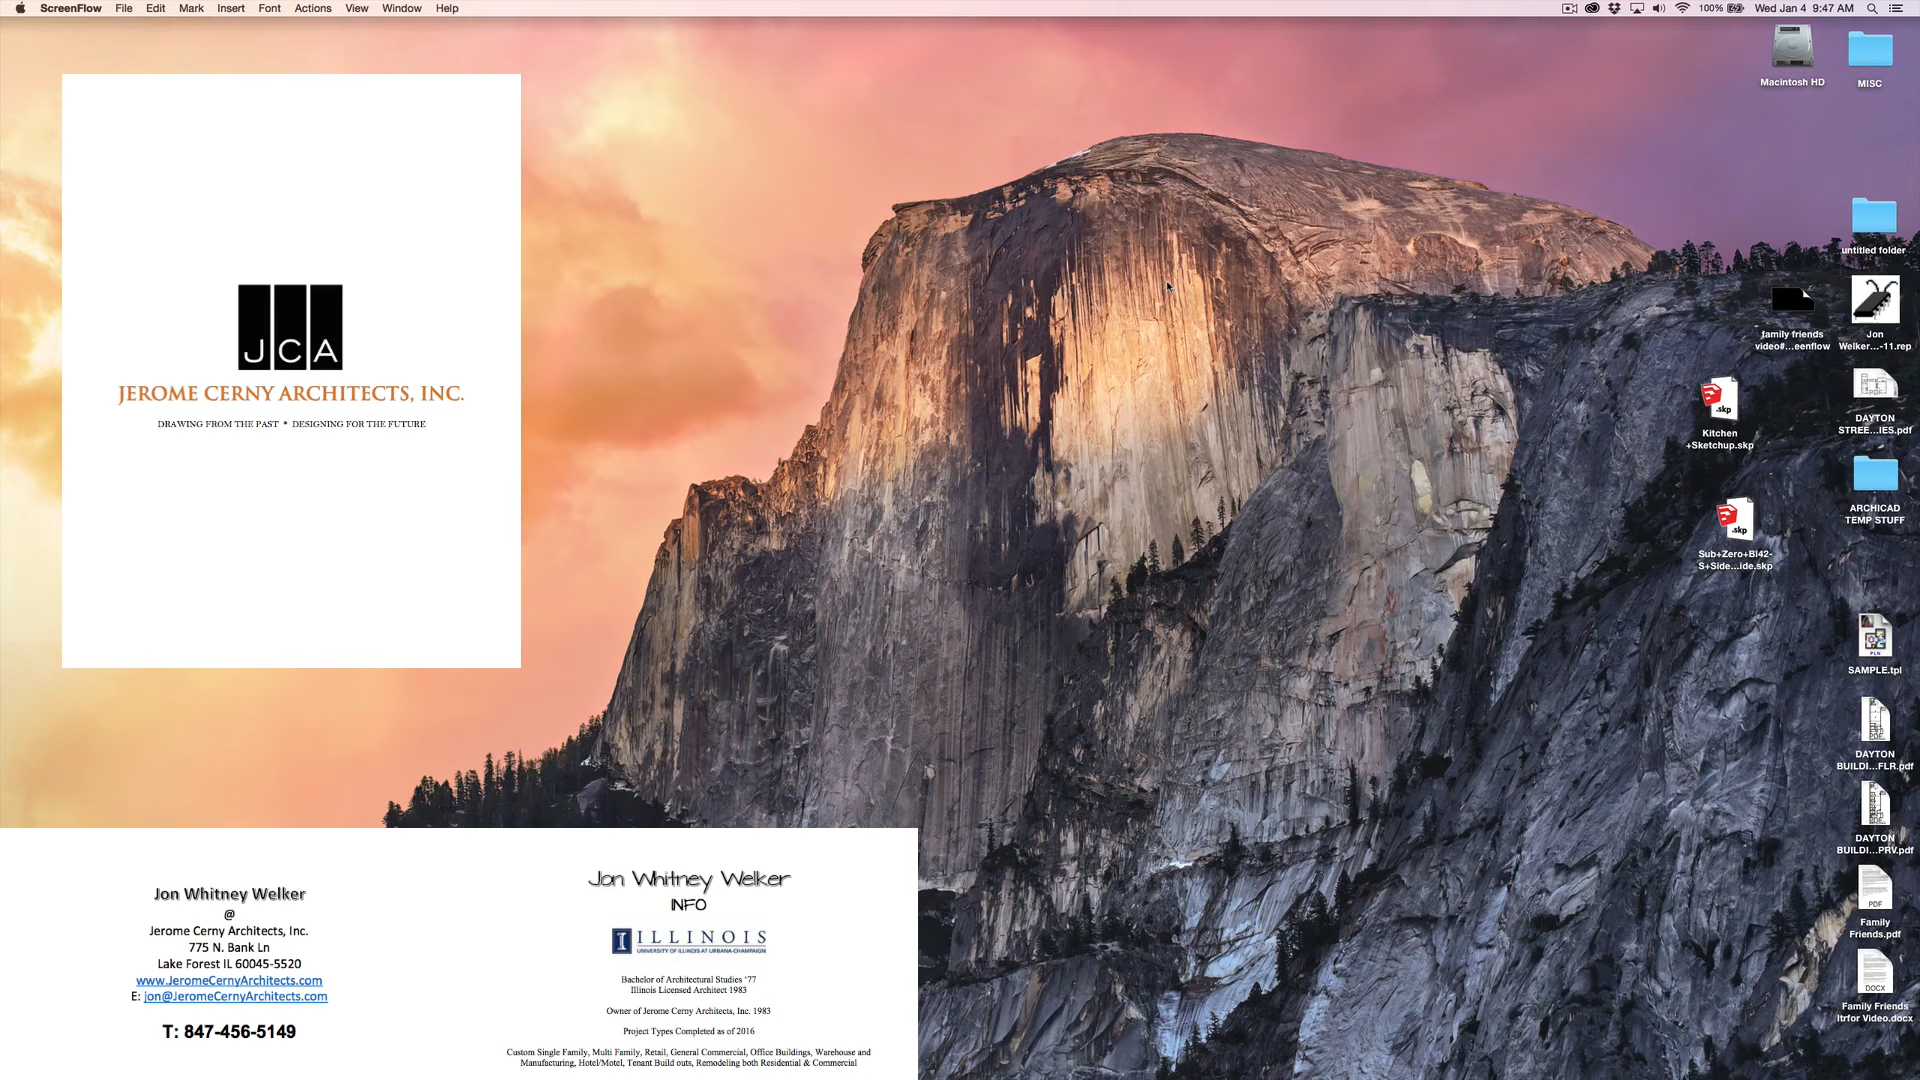 ScreenFlow File Edit Mark Insert Font Actions View Window Help
100% Wed Jan 4 9:47 AM
JCA
JEROME CERNY ARCHITECTS, INC.
DRAWING FROM THE PAST * DESIGNING FOR THE FUTURE
Jon Whitney Welker
@
Jerome Cerny Architects, Inc.
775 N. Bank Ln
Lake Forest IL 60045-5520
www.JeromeCernyArchitects.com
E: jon@JeromeCernyArchitects.com
T: 847-456-5149
Jon Whitney Welker
INFO
I ILLINOIS
UNIVERSITY OF ILLINOIS AT URBANA-CHAMPAIGN
Bachelor of Architectural Studies '77
Illinois Licensed Architect 1983
Owner of Jerome Cerny Architects, Inc. 1983
Project Types Completed as of 2016
Custom Single Family, Multi Family, Retail, General Commercial, Office Buildings, Warehouse and
Manufacturing, Hotel/Motel, Tenant Build outs, Remodeling both Residential & Commercial
Macintosh HD
MISC
untitled folder
family friends
video#...eenflow
Jon
Welker...-11.rep
.skp
Kitchen
+Sketchup.skp
PDF
DAYTON
STREE...IES.pdf
ARCHICAD
TEMP STUFF
.skp
Sub+Zero+BI42-
S+Side...ide.skp
PLN
SAMPLE.tpl
PDF
DAYTON
BUILDI...FLR.pdf
PDF
DAYTON
BUILDI...PRV.pdf
PDF
Family
Friends.pdf
DOCX
Family Friends
ltrfor Video.docx